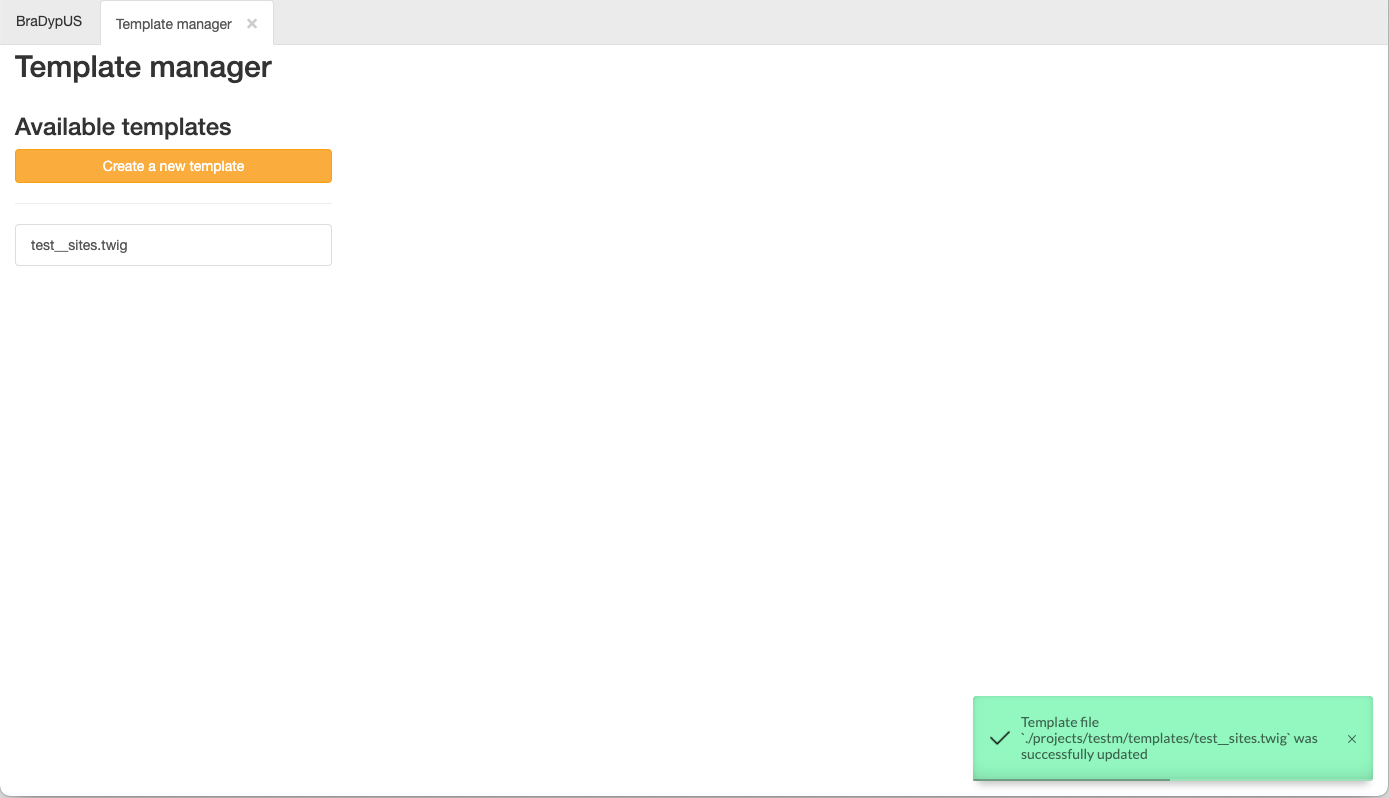 BraDypUS
Template manager ×
Template manager
Available templates
Create a new template
test__sites.twig
Template file
`./projects/testm/templates/test__sites.twig` was
successfully updated
×